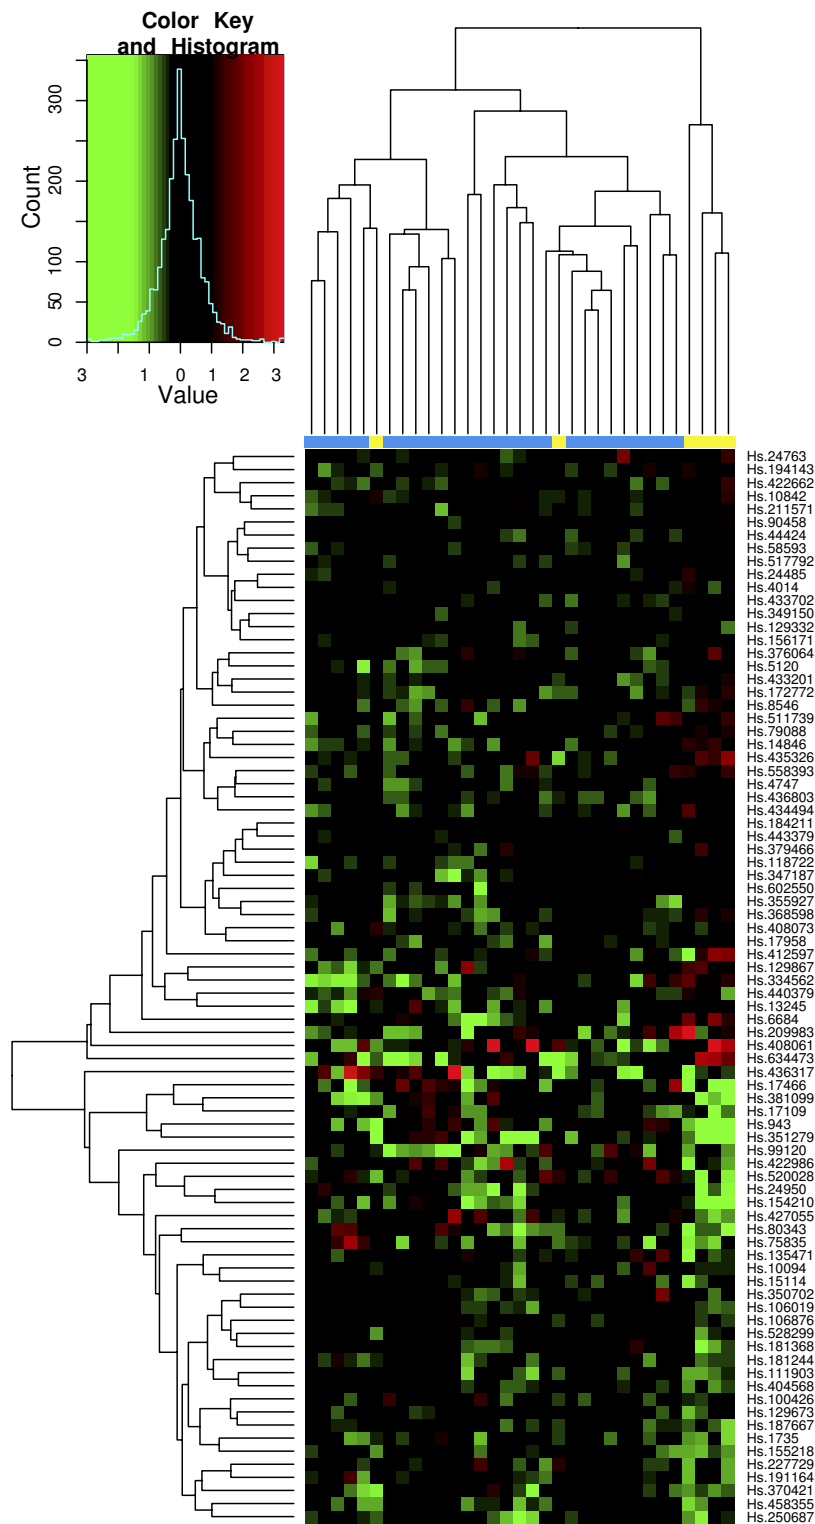 Color Key
and Histogram
Count
0
50
100
200
300
3 1 0 1 2 3
Value
Hs.24763
Hs.194143
Hs.422662
Hs.10842
Hs.211571
Hs.90458
Hs.44424
Hs.58593
Hs.517792
Hs.24485
Hs.4014
Hs.433702
Hs.349150
Hs.129332
Hs.156171
Hs.376064
Hs.5120
Hs.433201
Hs.172772
Hs.8546
Hs.511739
Hs.79088
Hs.14846
Hs.435326
Hs.558393
Hs.4747
Hs.436803
Hs.434494
Hs.184211
Hs.443379
Hs.379466
Hs.118722
Hs.347187
Hs.602550
Hs.355927
Hs.368598
Hs.408073
Hs.17958
Hs.412597
Hs.129867
Hs.334562
Hs.440379
Hs.13245
Hs.6684
Hs.209983
Hs.408061
Hs.634473
Hs.436317
Hs.17466
Hs.381099
Hs.17109
Hs.943
Hs.351279
Hs.99120
Hs.422986
Hs.520028
Hs.24950
Hs.154210
Hs.427055
Hs.80343
Hs.75835
Hs.135471
Hs.10094
Hs.15114
Hs.350702
Hs.106019
Hs.106876
Hs.528299
Hs.181368
Hs.181244
Hs.111903
Hs.404568
Hs.100426
Hs.129673
Hs.187667
Hs.1735
Hs.155218
Hs.227729
Hs.191164
Hs.370421
Hs.458355
Hs.250687